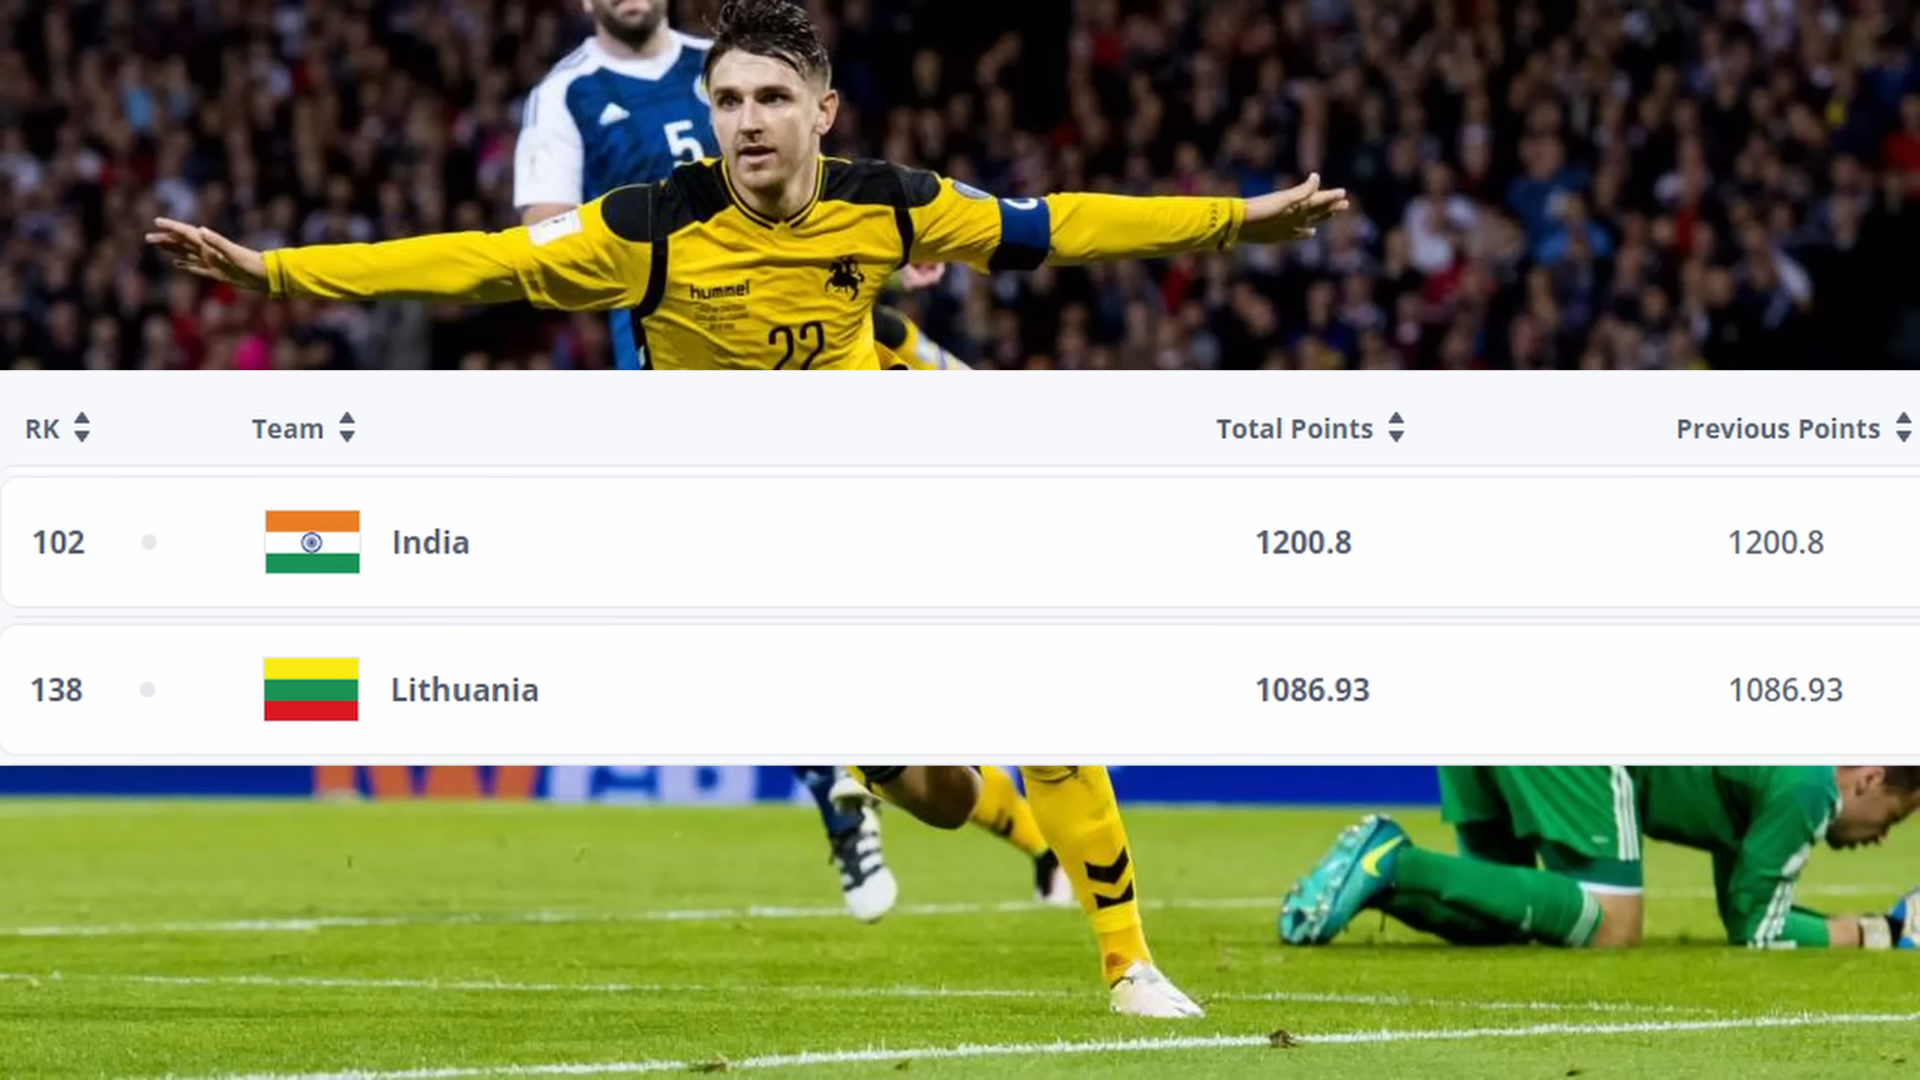 5
hummel
22
RK Team Total Points Previous Points
102 India 1200.8 1200.8
138 Lithuania 1086.93 1086.93